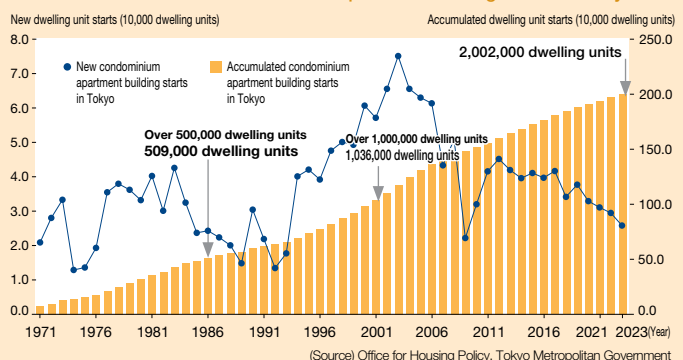 New dwelling unit starts (10,000 dwelling units)
Accumulated dwelling unit starts (10,000 dwelling units)
8.0
7.0
6.0
5.0
4.0
3.0
2.0
1.0
0.0
250.0
200.0
150.0
100.0
50.0
0.0
New condominium
apartment building starts
in Tokyo
Accumulated condominium
apartment building starts
in Tokyo
2,002,000 dwelling units
Over 500,000 dwelling units
509,000 dwelling units
Over 1,000,000 dwelling units
1,036,000 dwelling units
1971 1976 1981 1986 1991 1996 2001 2006 2011 2016 2021 2023 (Year)
(Source) Office for Housing Policy, Tokyo Metropolitan Government